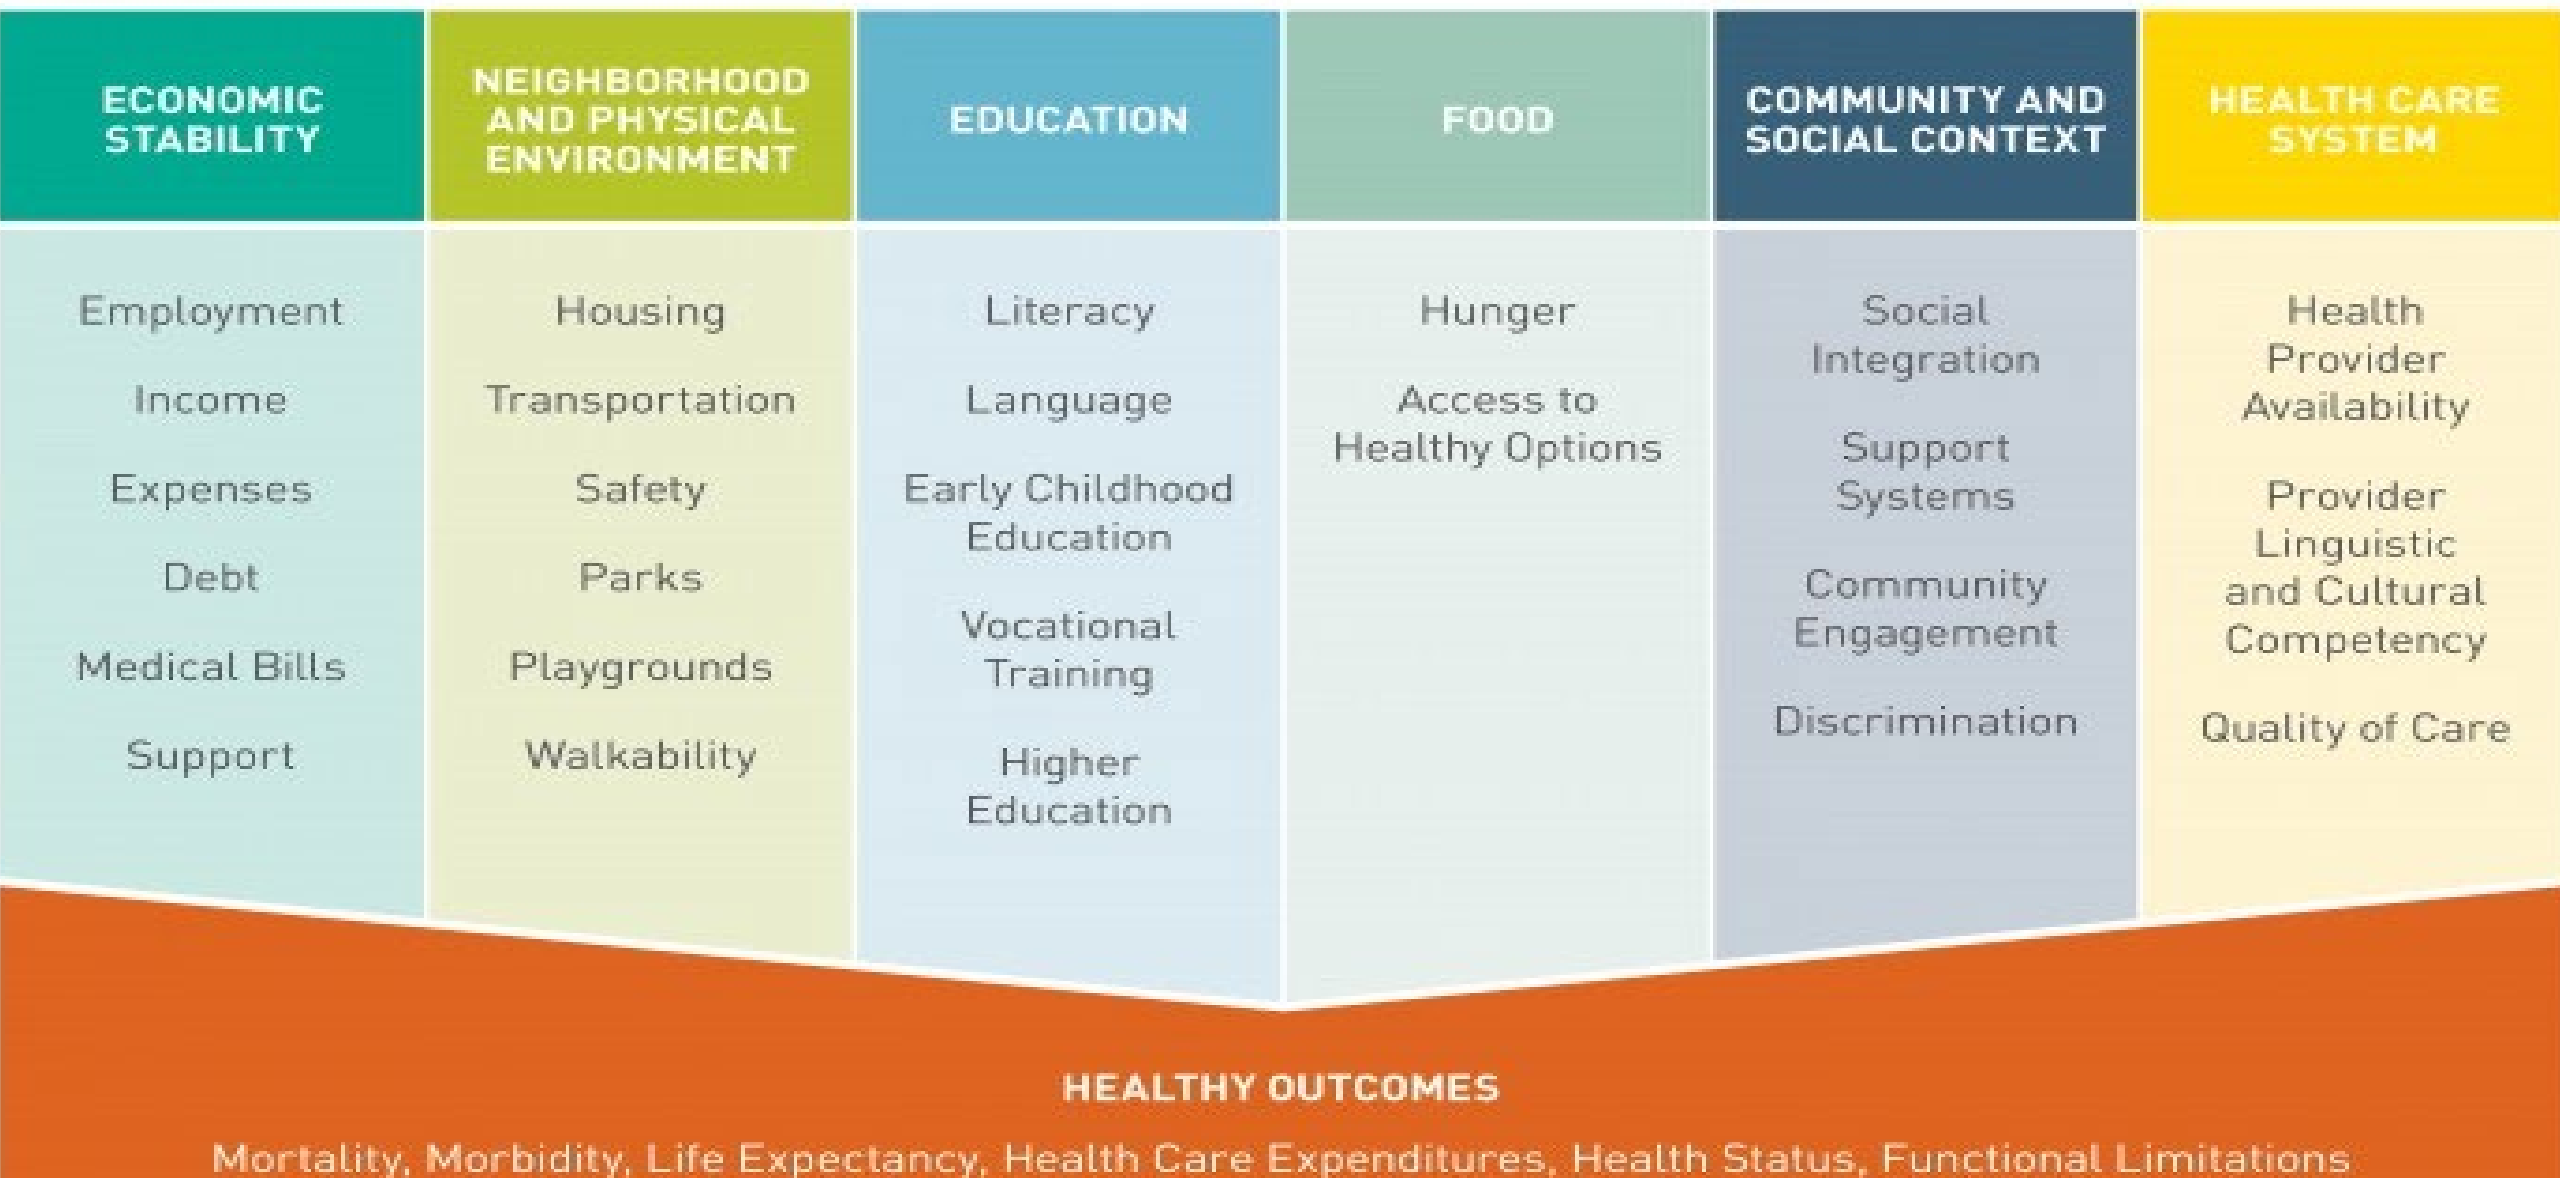 ECONOMIC
STABILITY
Employment
Income
Expenses
Debt
Medical Bills
Support
NEIGHBORHOOD
AND PHYSICAL
ENVIRONMENT
Housing
Transportation
Safety
Parks
Playgrounds
Walkability
EDUCATION
Literacy
Language
Early Childhood
Education
Vocational
Training
Higher
Education
FOOD
Hunger
Access to
Healthy Options
COMMUNITY AND
SOCIAL CONTEXT
Social
Integration
Support
Systems
Community
Engagement
Discrimination
HEALTH CARE
SYSTEM
Health
Provider
Availability
Provider
Linguistic
and Cultural
Competency
Quality of Care
HEALTHY OUTCOMES
Mortality, Morbidity, Life Expectancy, Health Care Expenditures, Health Status, Functional Limitations